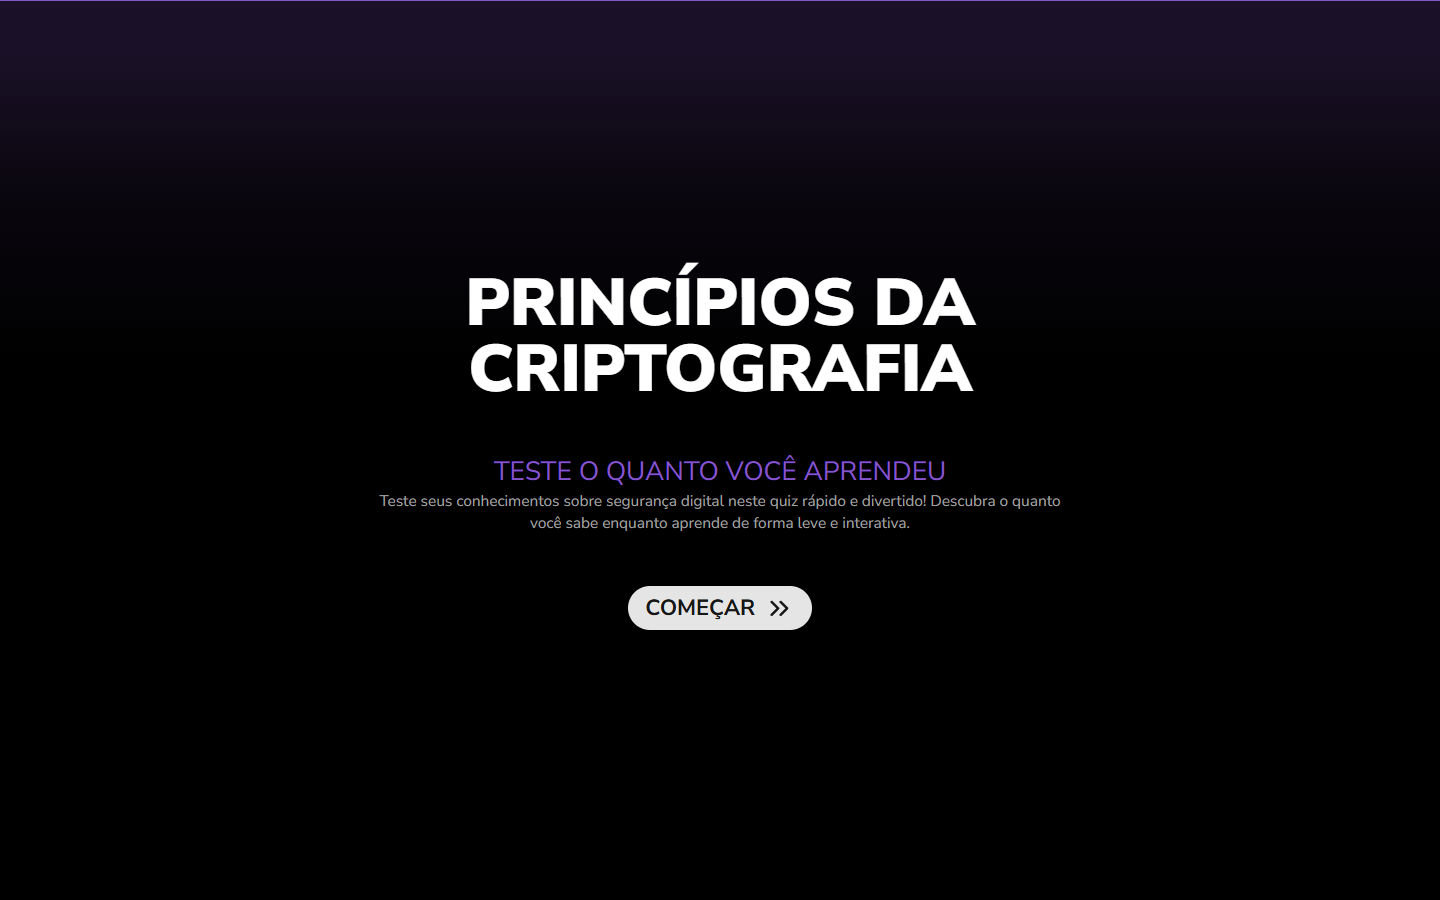 PRINCÍPIOS DA
CRIPTOGRAFIA
TESTE O QUANTO VOCÊ APRENDEU
Teste seus conhecimentos sobre segurança digital neste quiz rápido e divertido! Descubra o quanto
você sabe enquanto aprende de forma leve e interativa.
COMEÇAR